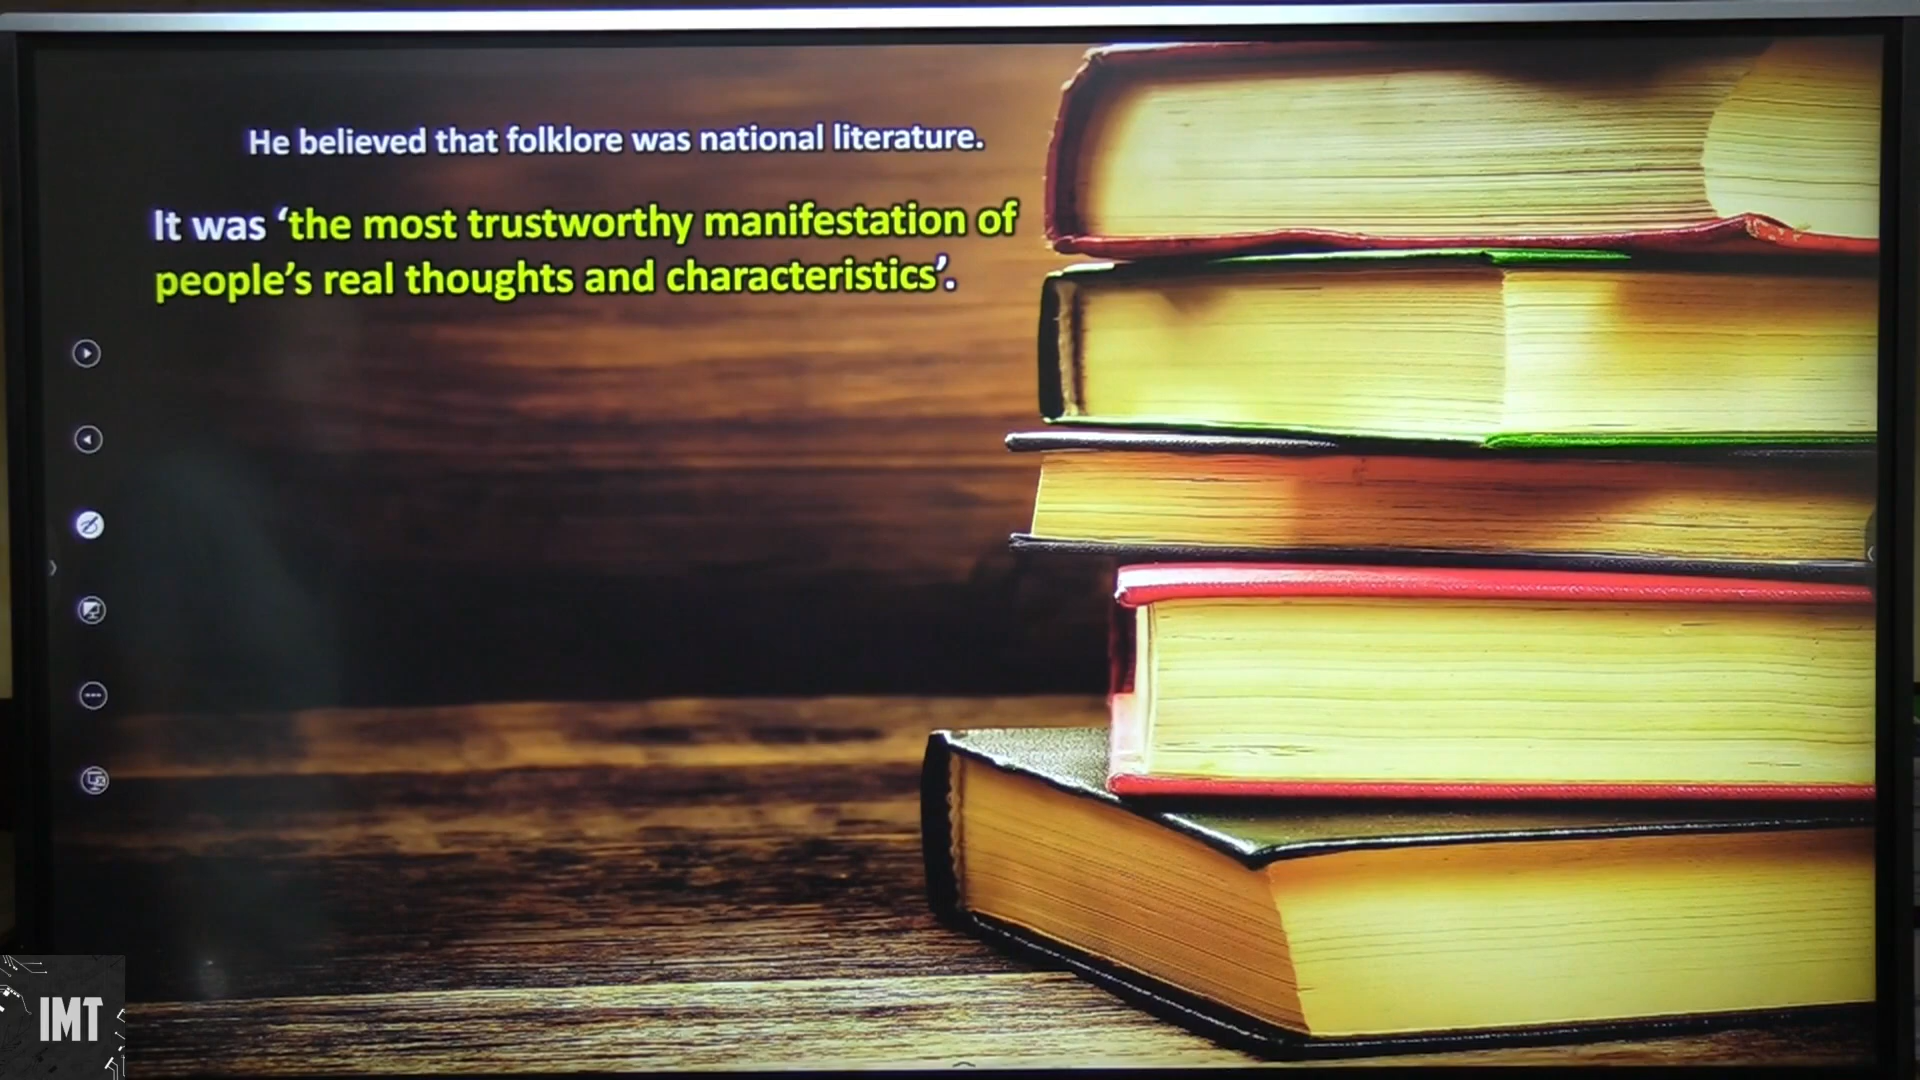 He believed that folklore was national literature.
It was ‘the most trustworthy manifestation of
people’s real thoughts and characteristics’.
IMT